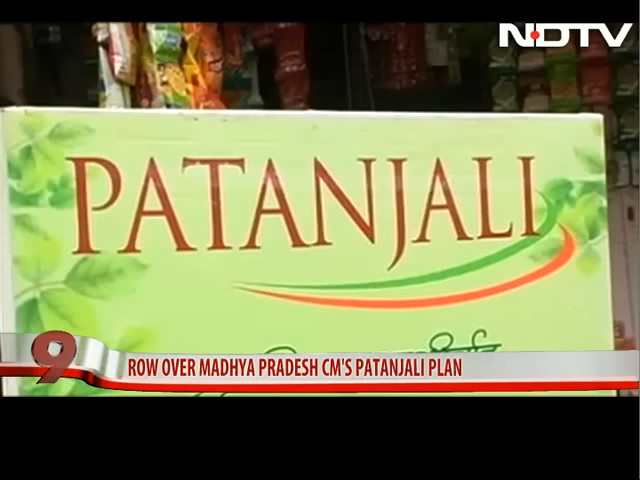 NDTV
PATANJALI
9
ROW OVER MADHYA PRADESH CM'S PATANJALI PLAN